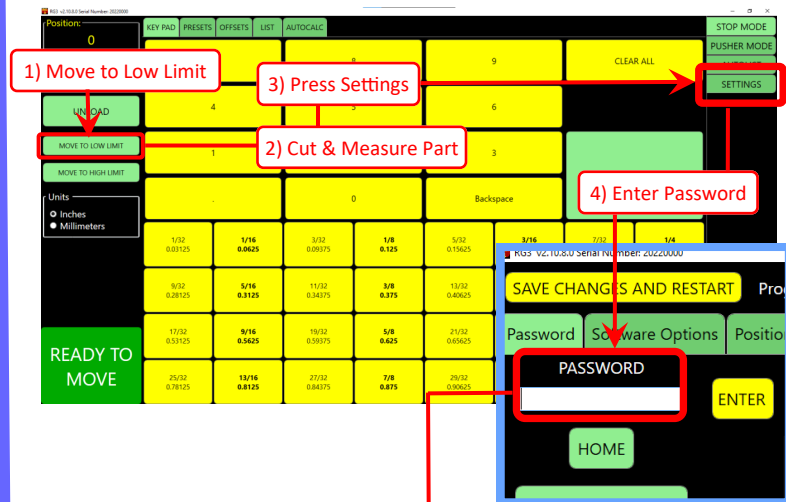 RG3 v2.10.8.0 Serial Number: 20220000
Position:
0
KEY PAD PRESETS OFFSETS LIST AUTOCALC
STOP MODE
PUSHER MODE
SETTINGS
8 9 CLEAR ALL
1) Move to Low Limit
3) Press Settings
UNLOAD
4 5 6
MOVE TO LOW LIMIT
2) Cut & Measure Part
1 3
MOVE TO HIGH LIMIT
4) Enter Password
Units
Inches
Millimeters
. 0 Backspace
1/32 1/16 3/32 1/8 5/32 3/16 7/32 1/4
0.03125 0.0625 0.09375 0.125 0.15625
9/32 5/16 11/32 3/8 13/32
0.28125 0.3125 0.34375 0.375 0.40625
17/32 9/16 19/32 5/8 21/32
0.53125 0.5625 0.59375 0.625 0.65625
25/32 13/16 27/32 7/8 29/32
0.78125 0.8125 0.84375 0.875 0.90625
READY TO
MOVE
RG3 v2.10.8.0 Serial Number: 20220000
SAVE CHANGES AND RESTART Prog
Password Software Options Positio
PASSWORD
ENTER
HOME